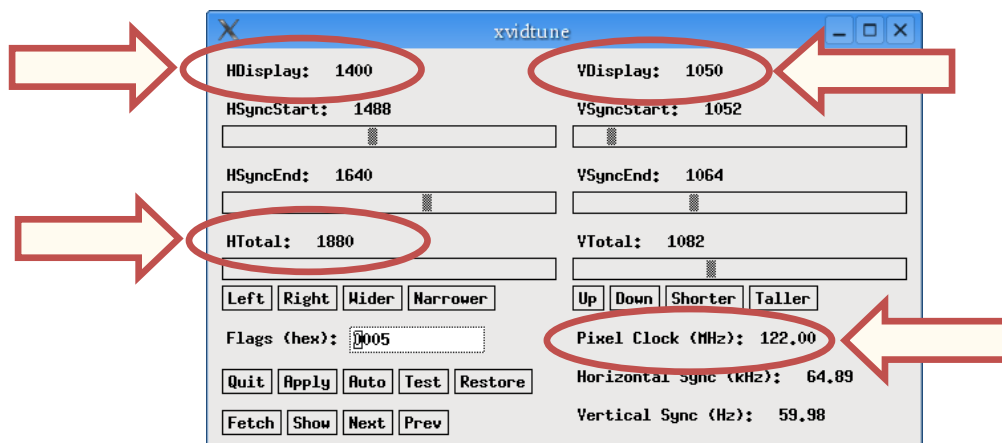 xvidtune
HDisplay: 1400 VDisplay: 1050
HSyncStart: 1488 VSyncStart: 1052
HSyncEnd: 1640 VSyncEnd: 1064
HTotal: 1880 VTotal: 1082
Left Right Wider Narrower Up Down Shorter Taller
Flags (hex): 0005 Pixel Clock (MHz): 122.00
Quit Apply Auto Test Restore Horizontal Sync (kHz): 64.89
Fetch Show Next Prev Vertical Sync (Hz): 59.98